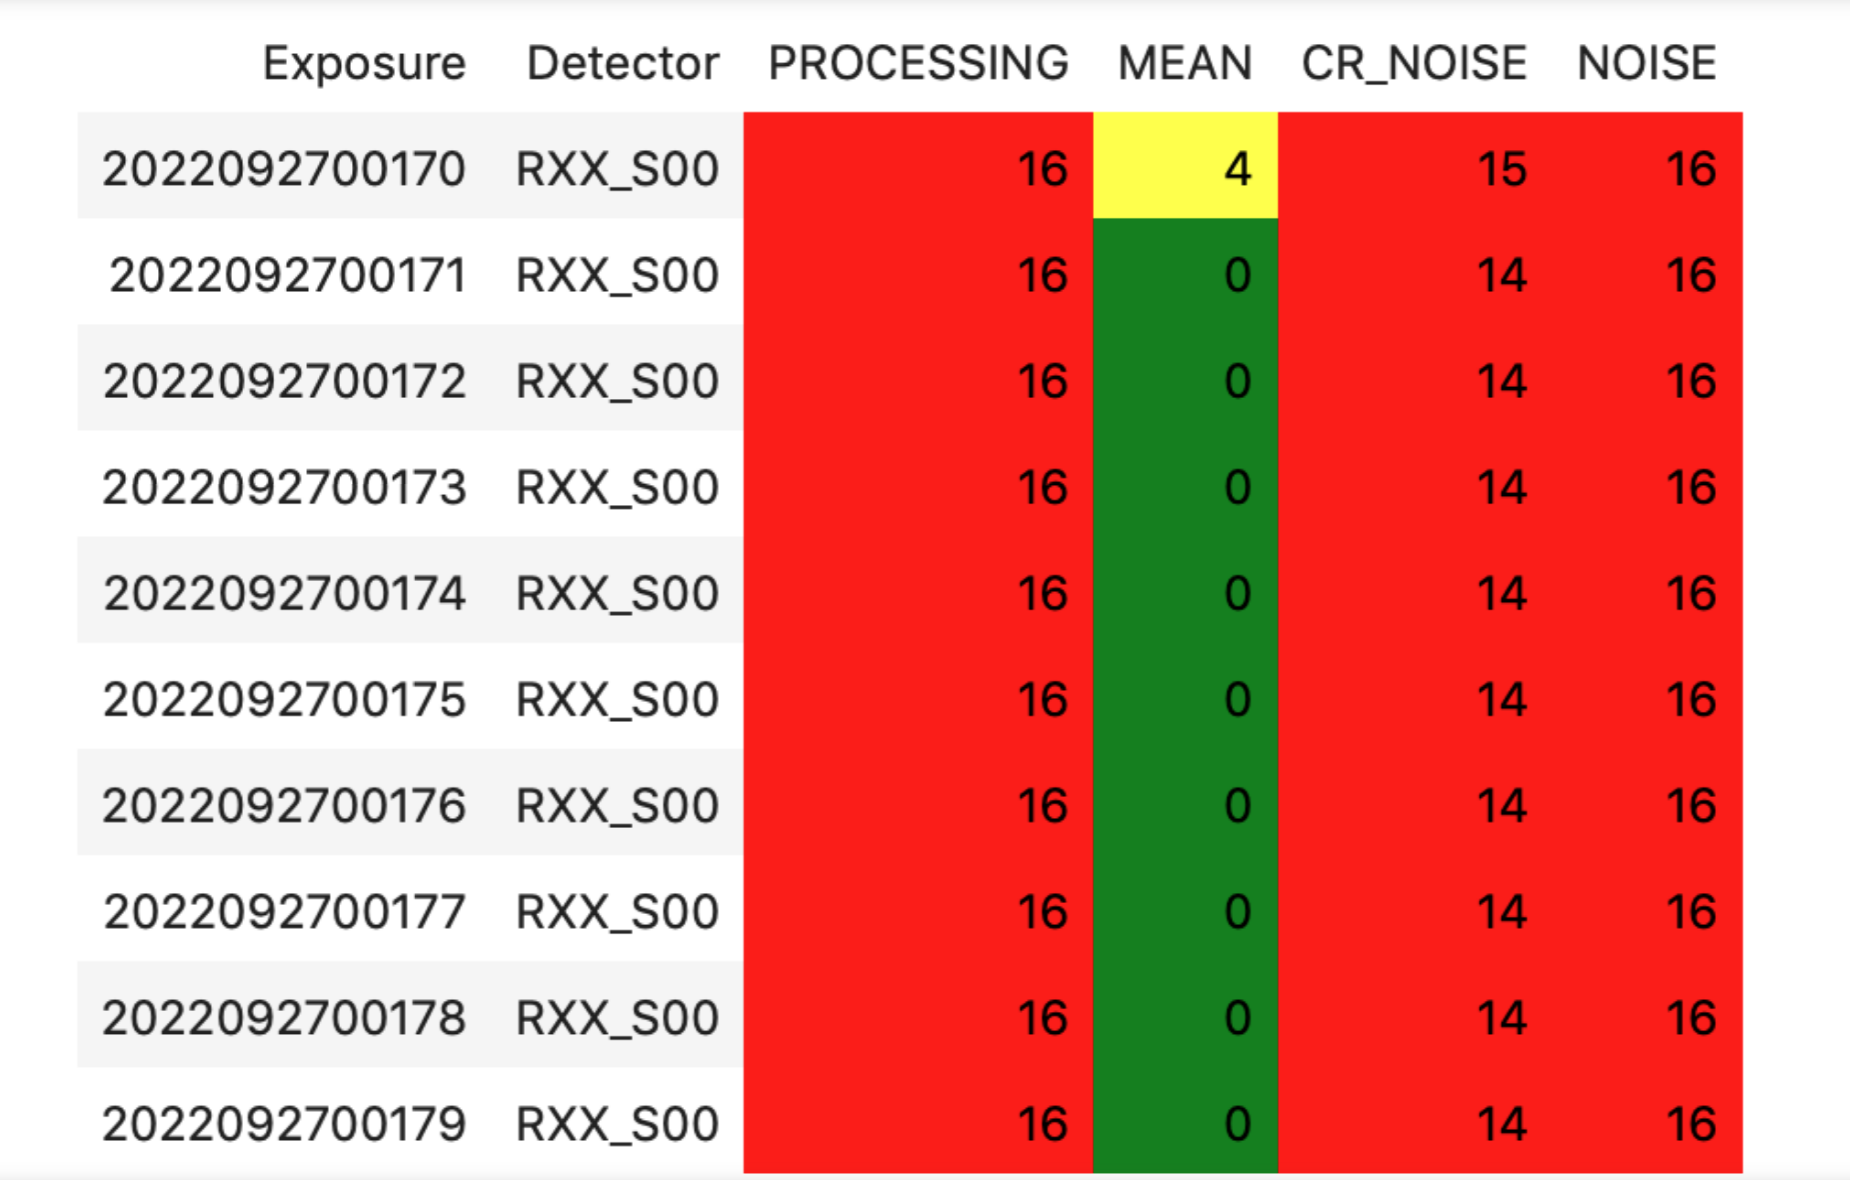 Exposure Detector PROCESSING MEAN CR_NOISE NOISE
2022092700170 RXX_S00 16 4 15 16
2022092700171 RXX_S00 16 0 14 16
2022092700172 RXX_S00 16 0 14 16
2022092700173 RXX_S00 16 0 14 16
2022092700174 RXX_S00 16 0 14 16
2022092700175 RXX_S00 16 0 14 16
2022092700176 RXX_S00 16 0 14 16
2022092700177 RXX_S00 16 0 14 16
2022092700178 RXX_S00 16 0 14 16
2022092700179 RXX_S00 16 0 14 16